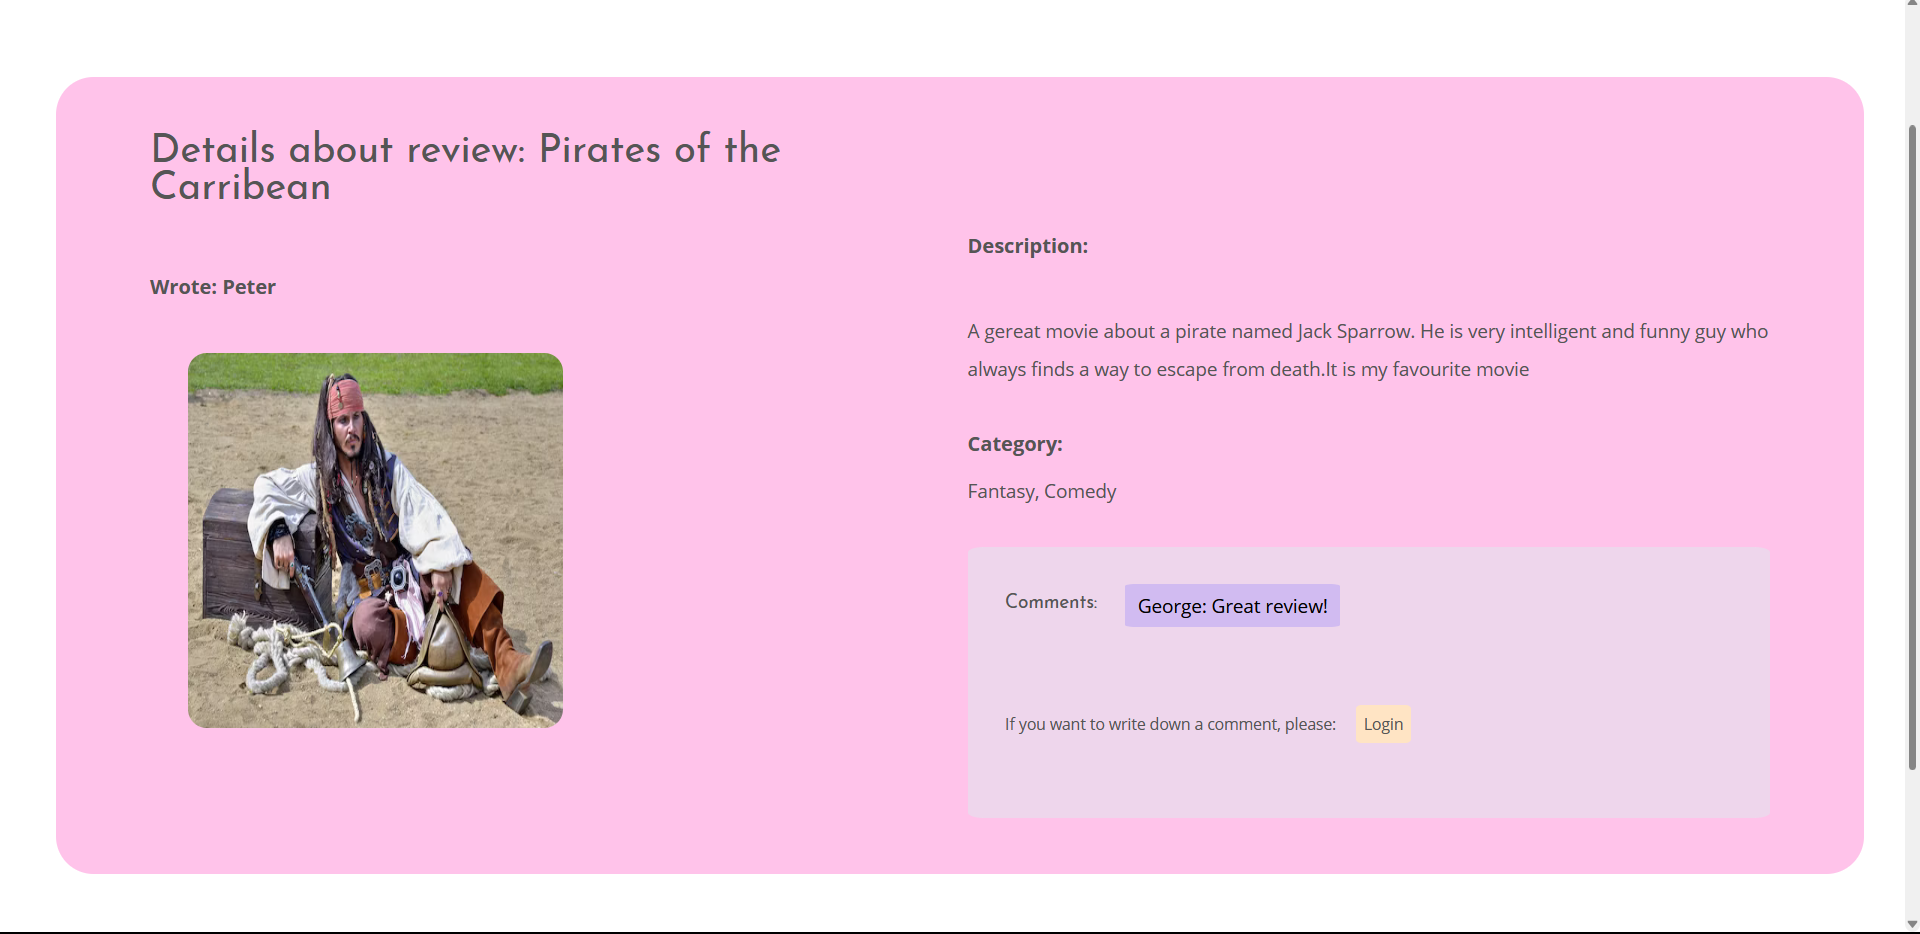 Details about review: Pirates of the
Carribean
Wrote: Peter
Description:
A gereat movie about a pirate named Jack Sparrow. He is very intelligent and funny guy who
always finds a way to escape from death.It is my favourite movie
Category:
Fantasy, Comedy
Comments:
George: Great review!
If you want to write down a comment, please:
Login